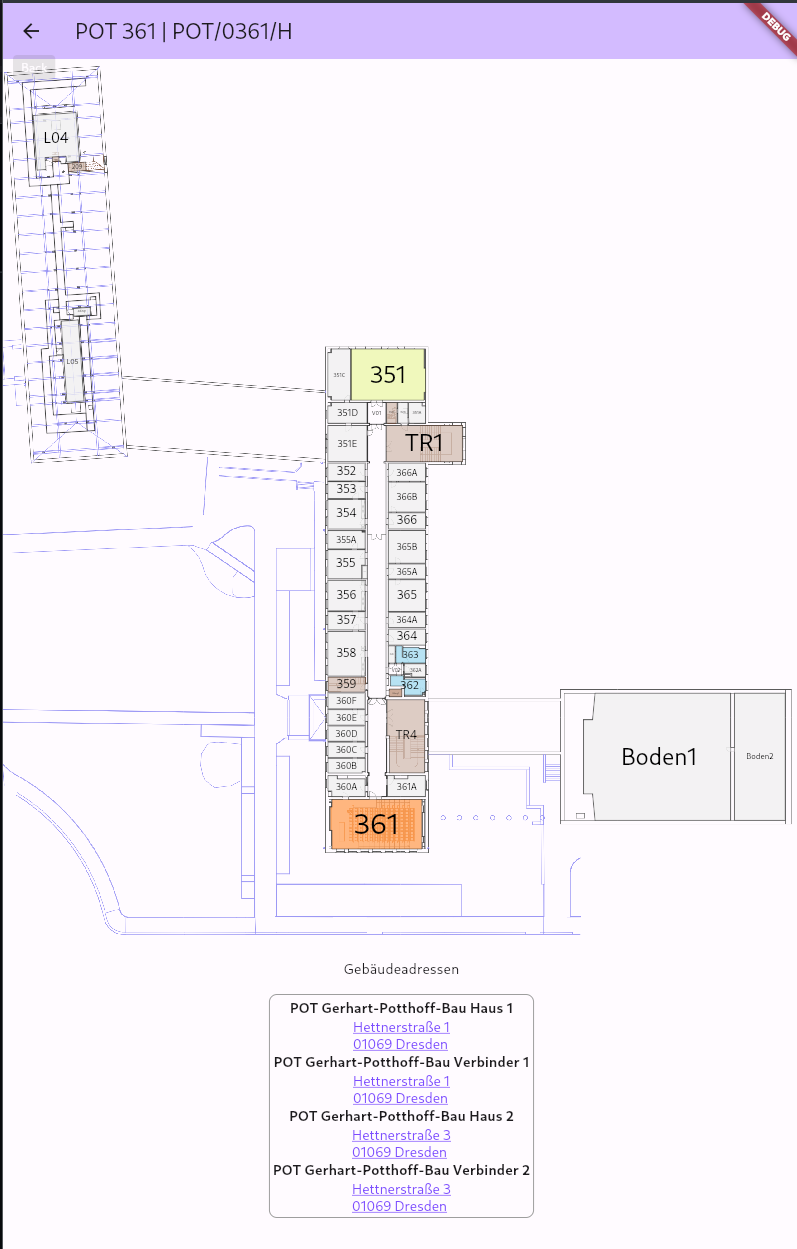 POT 361 | POT/0361/H
DEBUG
Back
L04
209
L05
351C
351
351D
V01
351E
TR1
352
366A
353
366B
354
366
355A
365B
355
365A
356
365
357
364A
364
358
363
V02
362A
359
362
360F
360E
360D
TR4
360C
360B
360A
361A
361
Boden1
Boden2
Gebäudeadressen
POT Gerhart-Potthoff-Bau Haus 1
Hettnerstraße 1
01069 Dresden
POT Gerhart-Potthoff-Bau Verbinder 1
Hettnerstraße 1
01069 Dresden
POT Gerhart-Potthoff-Bau Haus 2
Hettnerstraße 3
01069 Dresden
POT Gerhart-Potthoff-Bau Verbinder 2
Hettnerstraße 3
01069 Dresden